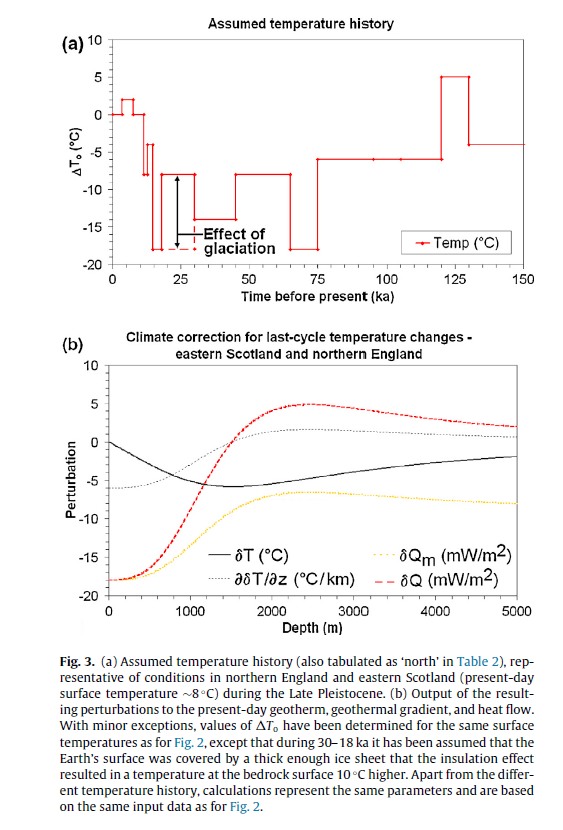 Assumed temperature history
(a)
10
5
0
-5
-10
-15
-20
ΔTₒ (°C)
Effect of
glaciation
Temp (°C)
0 25 50 75 100 125 150
Time before present (ka)
(b)
Climate correction for last-cycle temperature changes -
eastern Scotland and northern England
10
5
0
-5
-10
-15
-20
Perturbation
δT (°C)
∂δT/∂z (°C/km)
δQm (mW/m²)
δQ (mW/m²)
0 1000 2000 3000 4000 5000
Depth (m)
Fig. 3. (a) Assumed temperature history (also tabulated as ‘north’ in Table 2), rep-
resentative of conditions in northern England and eastern Scotland (present-day
surface temperature ~8 °C) during the Late Pleistocene. (b) Output of the result-
ing perturbations to the present-day geotherm, geothermal gradient, and heat flow.
With minor exceptions, values of ΔTₒ have been determined for the same surface
temperatures as for Fig. 2, except that during 30–18 ka it has been assumed that the
Earth's surface was covered by a thick enough ice sheet that the insulation effect
resulted in a temperature at the bedrock surface 10 °C higher. Apart from the differ-
ent temperature history, calculations represent the same parameters and are based
on the same input data as for Fig. 2.